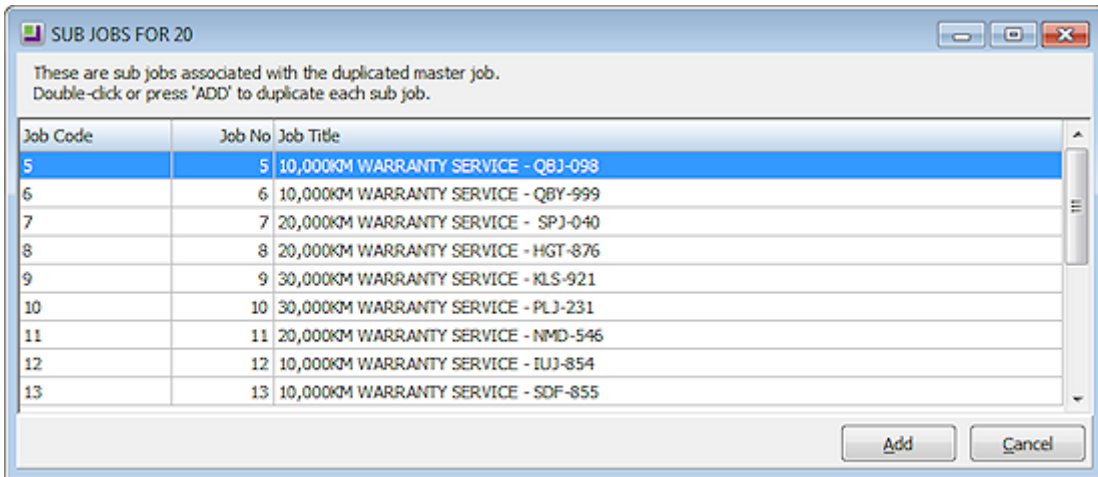 SUB JOBS FOR 20
These are sub jobs associated with the duplicated master job.
Double-click or press 'ADD' to duplicate each sub job.
Job Code Job No Job Title
5 5 10,000KM WARRANTY SERVICE - QBJ-098
6 6 10,000KM WARRANTY SERVICE - QBY-999
7 7 20,000KM WARRANTY SERVICE -  SPJ-040
8 8 20,000KM WARRANTY SERVICE - HGT-876
9 9 30,000KM WARRANTY SERVICE - KLS-921
10 10 30,000KM WARRANTY SERVICE - PLJ-231
11 11 20,000KM WARRANTY SERVICE - NMD-546
12 12 10,000KM WARRANTY SERVICE - IUJ-854
13 13 10,000KM WARRANTY SERVICE - SDF-855
Add Cancel